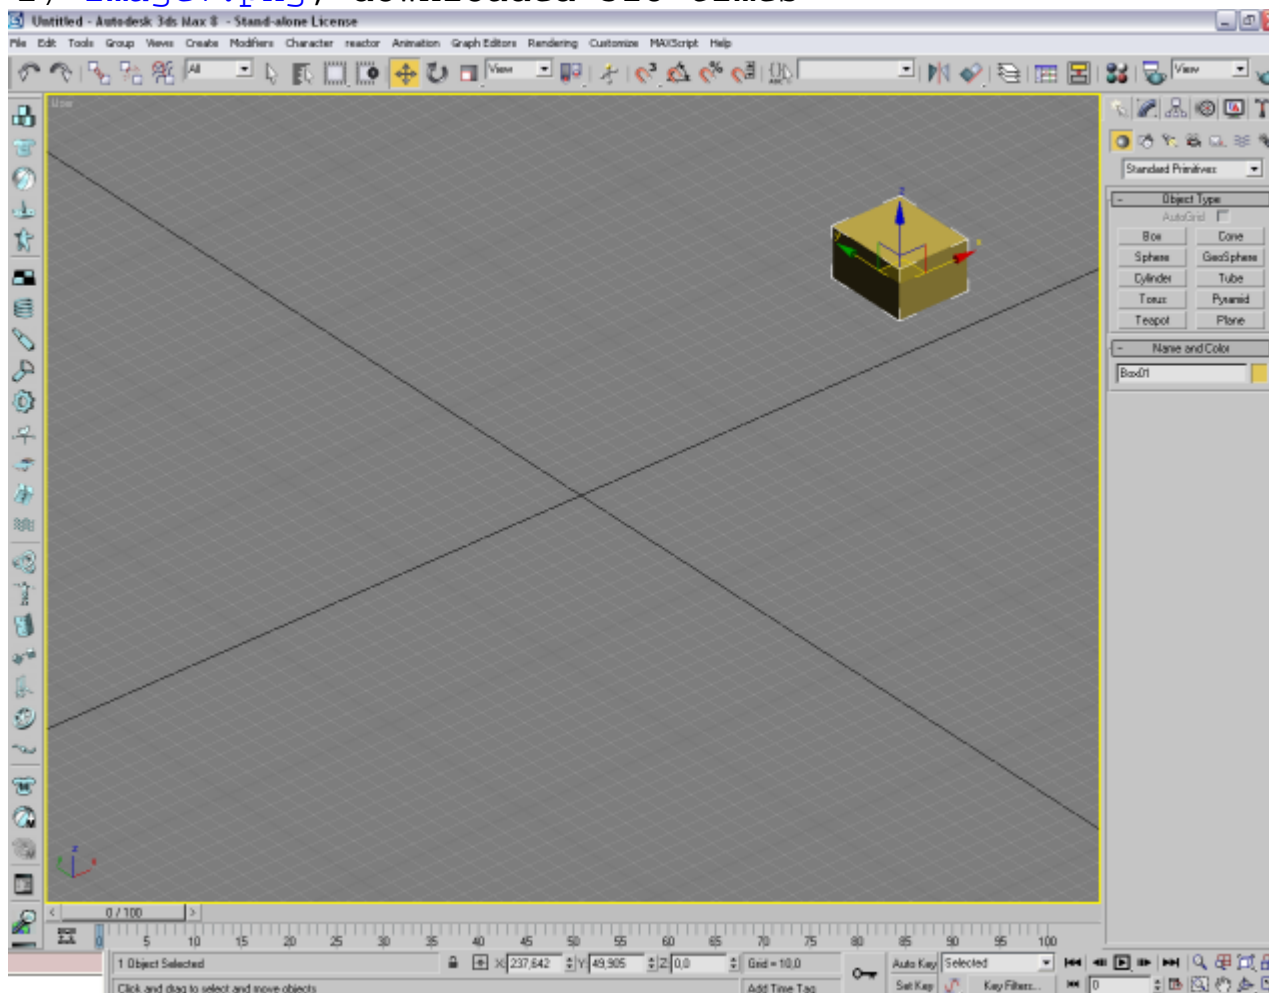 Untitled - Autodesk 3ds Max 8 - Stand-alone License
File Edit Tools Group Views Create Modifiers Character reactor Animation Graph Editors Rendering Customize MAXScript Help
All View View
Standard Primitives
- Object Type
AutoGrid
Box Cone
Sphere GeoSphere
Cylinder Tube
Torus Pyramid
Teapot Plane
- Name and Color
Box01
z
y x
z
x
< 0 / 100 >
0 5 10 15 20 25 30 35 40 45 50 55 60 65 70 75 80 85 90 95 100
1 Object Selected X: 237,642 Y: 49,905 Z: 0,0 Grid = 10,0 Auto Key Selected
Click and drag to select and move objects Add Time Tag Set Key Key Filters... 0